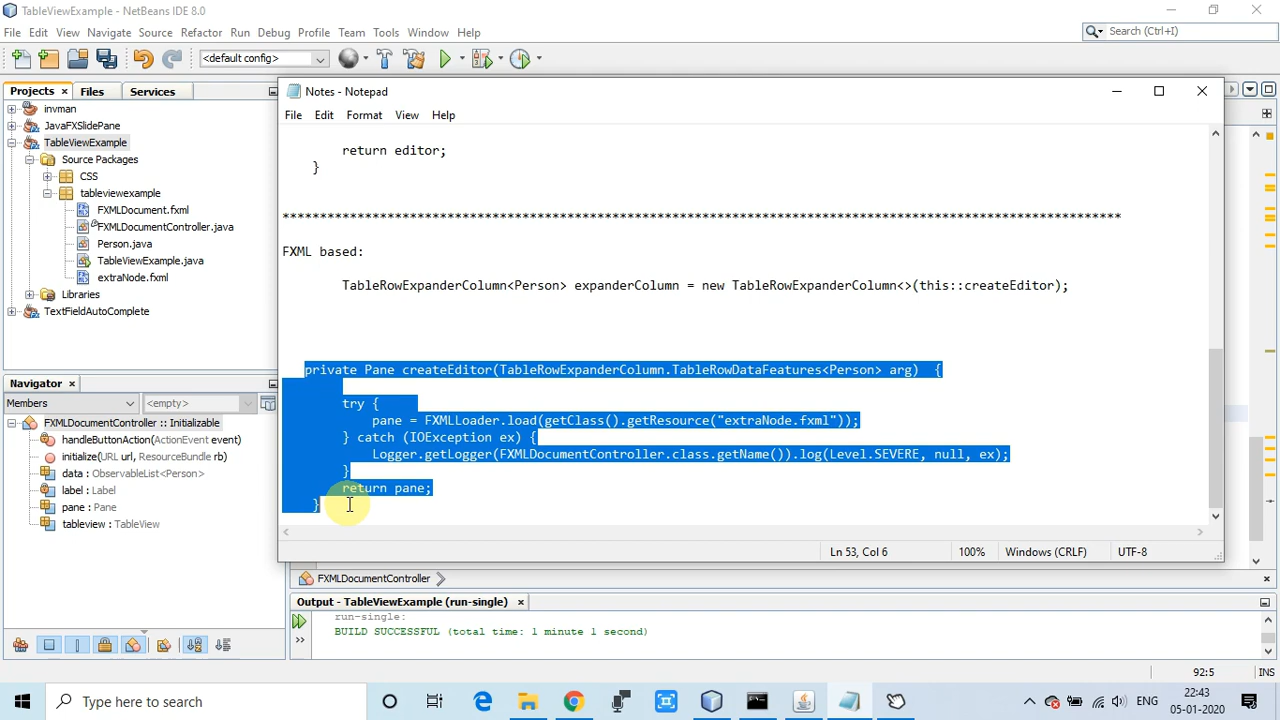 TableViewExample - NetBeans IDE 8.0
File Edit View Navigate Source Refactor Run Debug Profile Team Tools Window Help
Search (Ctrl+I)
<default config>
Projects Files Services
invman
JavaFXSlidePane
TableViewExample
Source Packages
CSS
tableviewexample
FXMLDocument.fxml
FXMLDocumentController.java
Person.java
TableViewExample.java
extraNode.fxml
Libraries
TextFieldAutoComplete
Navigator
Members <empty>
FXMLDocumentController :: Initializable
handleButtonAction(ActionEvent event)
initialize(URL url, ResourceBundle rb)
data : ObservableList<Person>
label : Label
pane : Pane
tableview : TableView
Notes - Notepad
File Edit Format View Help
return editor;
}
****************************************************************************************************************
FXML based:
TableRowExpanderColumn<Person> expanderColumn = new TableRowExpanderColumn<>(this::createEditor);
private Pane createEditor(TableRowExpanderColumn.TableRowDataFeatures<Person> arg)  {
try {
pane = FXMLLoader.load(getClass().getResource("extraNode.fxml"));
} catch (IOException ex) {
Logger.getLogger(FXMLDocumentController.class.getName()).log(Level.SEVERE, null, ex);
}
return pane;
}
Ln 53, Col 6 100% Windows (CRLF) UTF-8
FXMLDocumentController
Output - TableViewExample (run-single)
run-single:
BUILD SUCCESSFUL (total time: 1 minute 1 second)
92:5 INS
Type here to search
ENG
22:43
05-01-2020